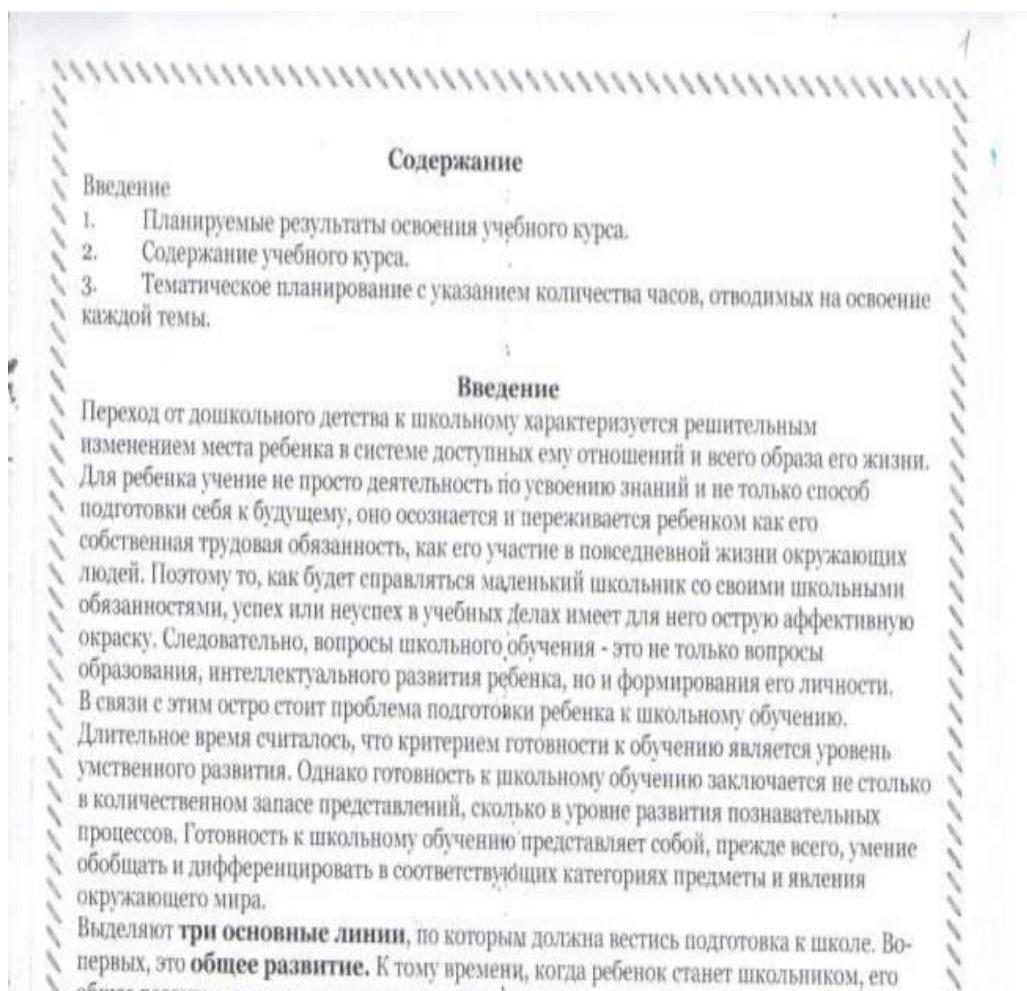 1
Содержание
Введение
1. Планируемые результаты освоения учебного курса.
2. Содержание учебного курса.
3. Тематическое планирование с указанием количества часов, отводимых на освоение
каждой темы.
Введение
Переход от дошкольного детства к школьному характеризуется решительным
изменением места ребенка в системе доступных ему отношений и всего образа его жизни.
Для ребенка учение не просто деятельность по усвоению знаний и не только способ
подготовки себя к будущему, оно осознается и переживается ребенком как его
собственная трудовая обязанность, как его участие в повседневной жизни окружающих
людей. Поэтому то, как будет справляться маленький школьник со своими школьными
обязанностями, успех или неуспех в учебных делах имеет для него острую аффективную
окраску. Следовательно, вопросы школьного обучения - это не только вопросы
образования, интеллектуального развития ребенка, но и формирования его личности.
В связи с этим остро стоит проблема подготовки ребенка к школьному обучению.
Длительное время считалось, что критерием готовности к обучению является уровень
умственного развития. Однако готовность к школьному обучению заключается не столько
в количественном запасе представлений, сколько в уровне развития познавательных
процессов. Готовность к школьному обучению представляет собой, прежде всего, умение
обобщать и дифференцировать в соответствующих категориях предметы и явления
окружающего мира.
Выделяют три основные линии, по которым должна вестись подготовка к школе. Во-
первых, это общее развитие. К тому времени, когда ребенок станет школьником, его